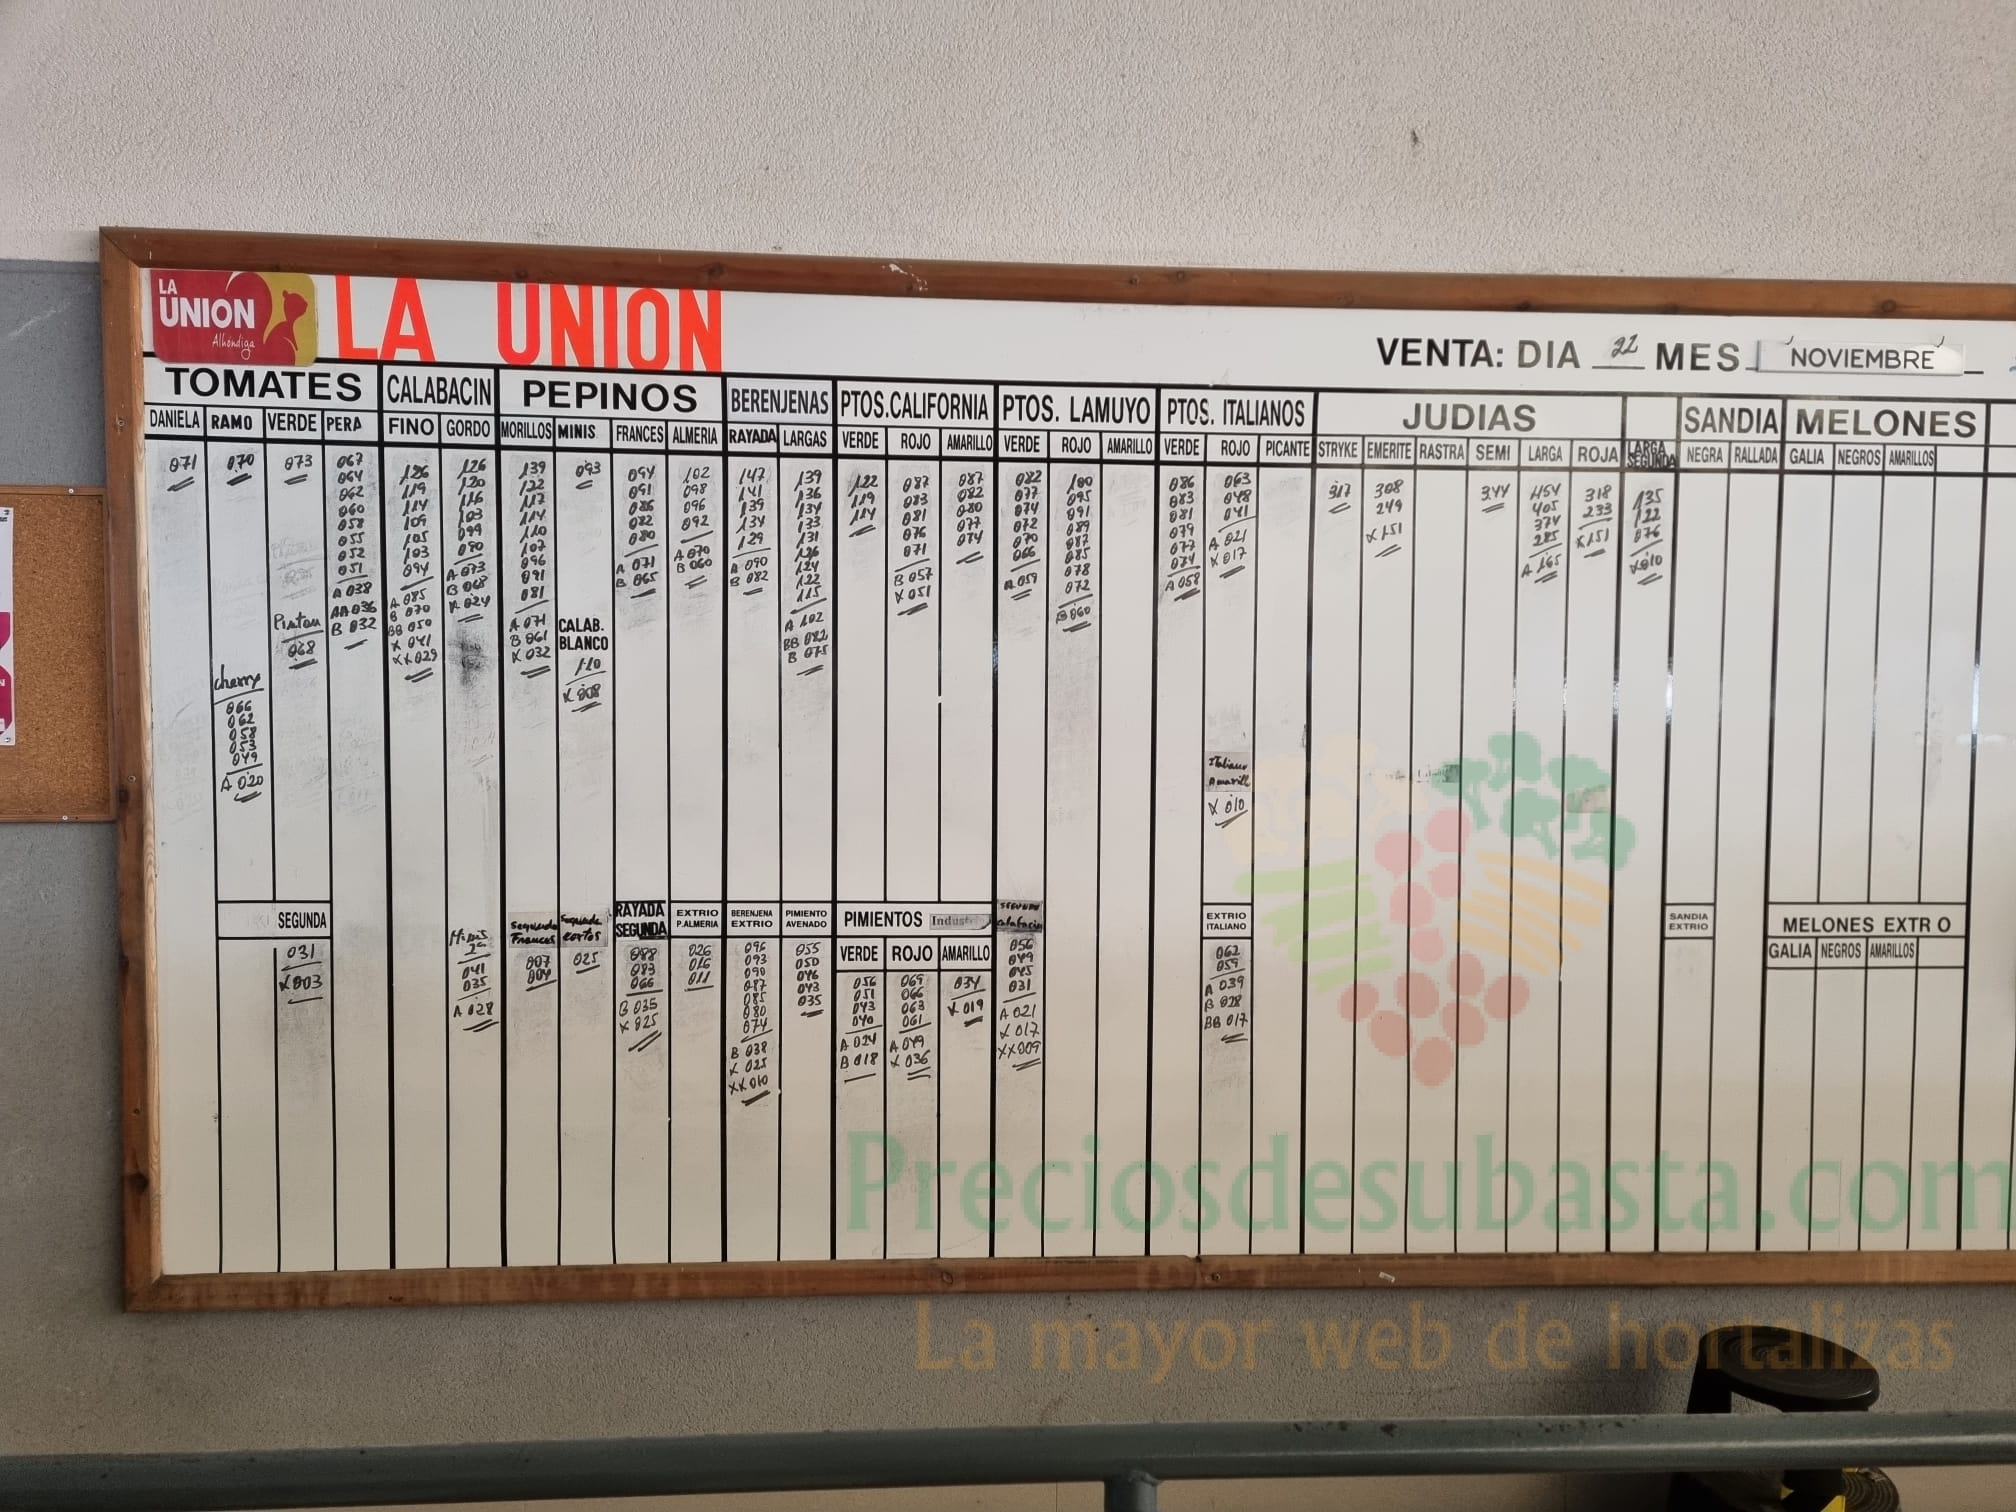 LA
UNION
Alhóndiga
LA UNION
VENTA: DIA 22 MES NOVIEMBRE
TOMATES CALABACIN PEPINOS BERENJENAS PTOS.CALIFORNIA PTOS. LAMUYO PTOS. ITALIANOS JUDIAS SANDIA MELONES
DANIELA RAMO VERDE PERA FINO GORDO MORILLOS MINIS FRANCES ALMERIA RAYADA LARGAS VERDE ROJO AMARILLO VERDE ROJO AMARILLO VERDE ROJO PICANTE STRYKE EMERITE RASTRA SEMI LARGA ROJA LARGA SEGUNDA NEGRA RALLADA GALIA NEGROS AMARILLOS
071
070
cherry
066
062
058
053
049
A 020
073
Pinton
068
067
064
062
060
058
055
052
051
A 038
AA 036
B 032
126
119
114
109
105
103
094
A 085
B 070
BB 050
X 041
XX 029
126
120
116
103
099
080
A 073
B 068
X 024
139
122
117
114
110
107
096
091
081
A 071
B 061
X 032
093
CALAB.
BLANCO
110
X 808
094
091
086
082
080
A 071
B 065
102
098
096
092
A 070
B 060
147
141
139
134
129
A 090
B 082
139
136
134
133
131
126
124
122
115
A 102
BB 082
B 075
122
119
114
087
083
081
076
071
B 057
X 051
087
082
080
077
074
082
077
074
072
070
066
A 059
100
095
091
089
087
085
078
072
B 060
086
083
081
079
077
074
A 058
063
048
041
A 021
X 017
Italiano
Amarillo
X 010
317
308
249
X 151
344
454
405
374
285
A 165
318
233
X 151
135
122
076
X 010
SEGUNDA
031
X 003
Minis
2ª
041
035
A 028
Segunda
Frances
007
004
Segunda
cortos
025
RAYADA
SEGUNDA
088
083
066
B 035
X 025
EXTRIO
P.ALMERIA
026
016
011
BERENJENA
EXTRIO
096
093
090
087
085
080
074
B 038
X 025
XX 010
PIMIENTO
AVENADO
055
050
046
043
035
PIMIENTOS Indust
VERDE ROJO AMARILLO
056
051
043
040
A 024
B 018
069
066
063
061
A 049
X 036
034
X 019
SEGUNDA
calabacin
056
049
045
031
A 021
X 017
XX 009
EXTRIO
ITALIANO
062
059
A 039
B 028
BB 017
SANDIA
EXTRIO
MELONES EXTR O
GALIA NEGROS AMARILLOS
Preciosdesubasta.com
La mayor web de hortalizas